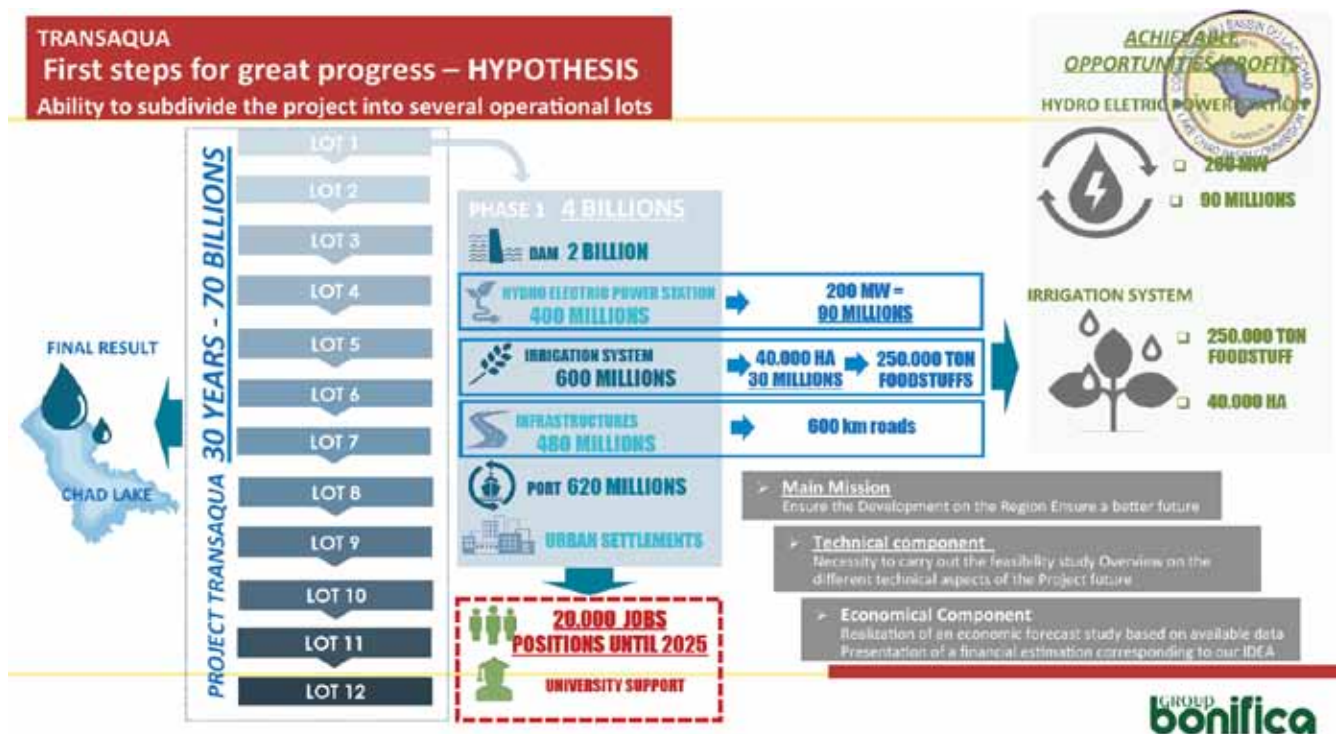 TRANSAQUA
First steps for great progress – HYPOTHESIS
Ability to subdivide the project into several operational lots
FINAL RESULT
CHAD LAKE
PROJECT TRANSAQUA 30 YEARS - 70 BILLIONS
LOT 1
LOT 2
LOT 3
LOT 4
LOT 5
LOT 6
LOT 7
LOT 8
LOT 9
LOT 10
LOT 11
LOT 12
PHASE 1 4 BILLIONS
DAM 2 BILLION
HYDRO ELECTRIC POWER STATION
400 MILLIONS
200 MW =
90 MILLIONS
IRRIGATION SYSTEM
600 MILLIONS
40.000 HA
30 MILLIONS
250.000 TON
FOODSTUFFS
INFRASTRUCTURES
480 MILLIONS
600 km roads
PORT 620 MILLIONS
URBAN SETTLEMENTS
20.000 JOBS
POSITIONS UNTIL 2025
UNIVERSITY SUPPORT
ACHIEVABLE
OPPORTUNITIES/PROFITS
HYDRO ELETRIC POWER STATION
200 MW
90 MILLIONS
IRRIGATION SYSTEM
250.000 TON
FOODSTUFF
40.000 HA
LAKE CHAD BASIN COMMISSION
Main Mission
Ensure the Development on the Region Ensure a better future
Technical component
Necessity to carry out the feasibility study Overview on the
different technical aspects of the Project future
Economical Component
Realization of an economic forecast study based on available data
Presentation of a financial estimation corresponding to our IDEA
GROUP
bonifica